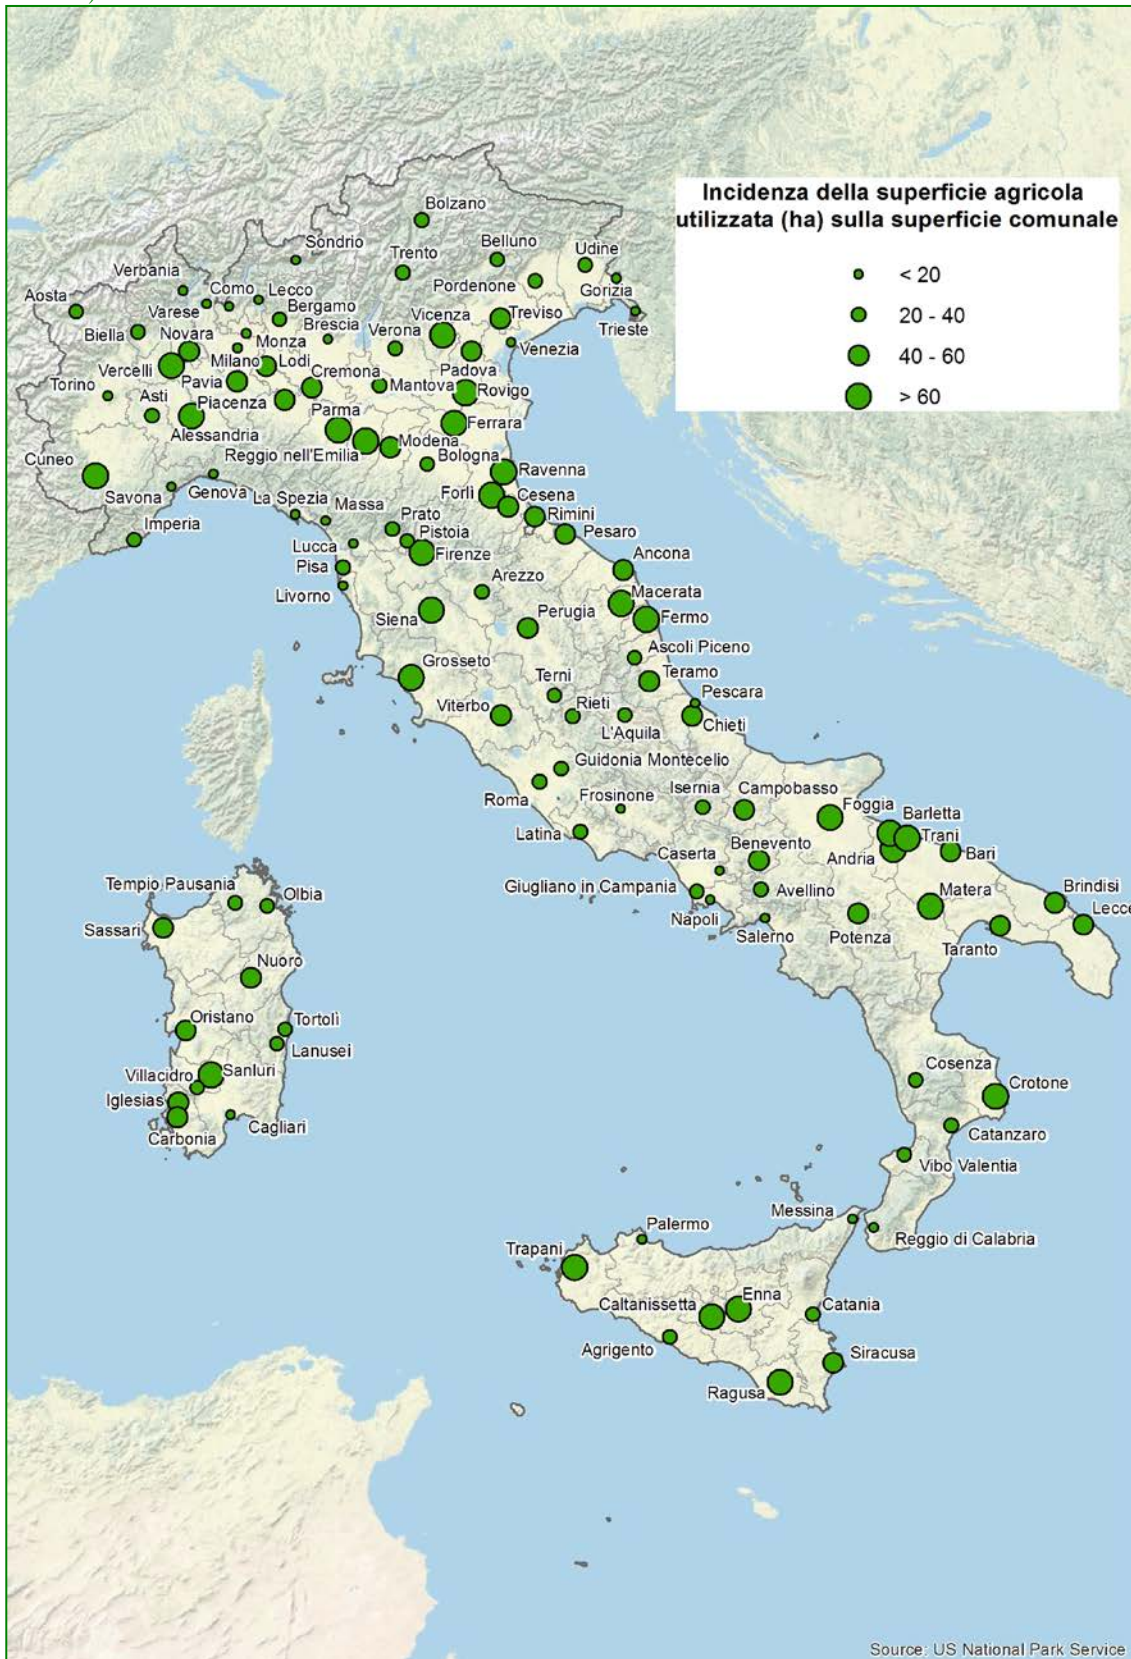 Incidenza della superficie agricola
utilizzata (ha) sulla superficie comunale
< 20
20 - 40
40 - 60
> 60
Bolzano
Sondrio
Belluno
Udine
Trento
Verbania
Pordenone
Gorizia
Aosta
Como
Lecco
Varese
Bergamo
Vicenza
Treviso
Trieste
Biella
Novara
Brescia
Verona
Monza
Venezia
Milano
Lodi
Padova
Vercelli
Cremona
Torino
Pavia
Mantova
Rovigo
Asti
Piacenza
Parma
Ferrara
Alessandria
Modena
Reggio nell'Emilia
Bologna
Cuneo
Ravenna
Savona
Genova
La Spezia
Massa
Forlì
Cesena
Imperia
Prato
Rimini
Pistoia
Pesaro
Lucca
Firenze
Pisa
Ancona
Arezzo
Livorno
Macerata
Siena
Perugia
Fermo
Ascoli Piceno
Grosseto
Terni
Teramo
Pescara
Viterbo
Rieti
L'Aquila
Chieti
Guidonia Montecelio
Roma
Frosinone
Isernia
Campobasso
Foggia
Barletta
Latina
Trani
Benevento
Bari
Caserta
Andria
Giugliano in Campania
Avellino
Matera
Brindisi
Tempio Pausania
Olbia
Napoli
Lecce
Sassari
Salerno
Potenza
Taranto
Nuoro
Oristano
Tortolì
Lanusei
Villacidro
Sanluri
Cosenza
Crotone
Iglesias
Cagliari
Carbonia
Catanzaro
Vibo Valentia
Messina
Palermo
Reggio di Calabria
Trapani
Enna
Caltanissetta
Catania
Agrigento
Siracusa
Ragusa
Source: US National Park Service